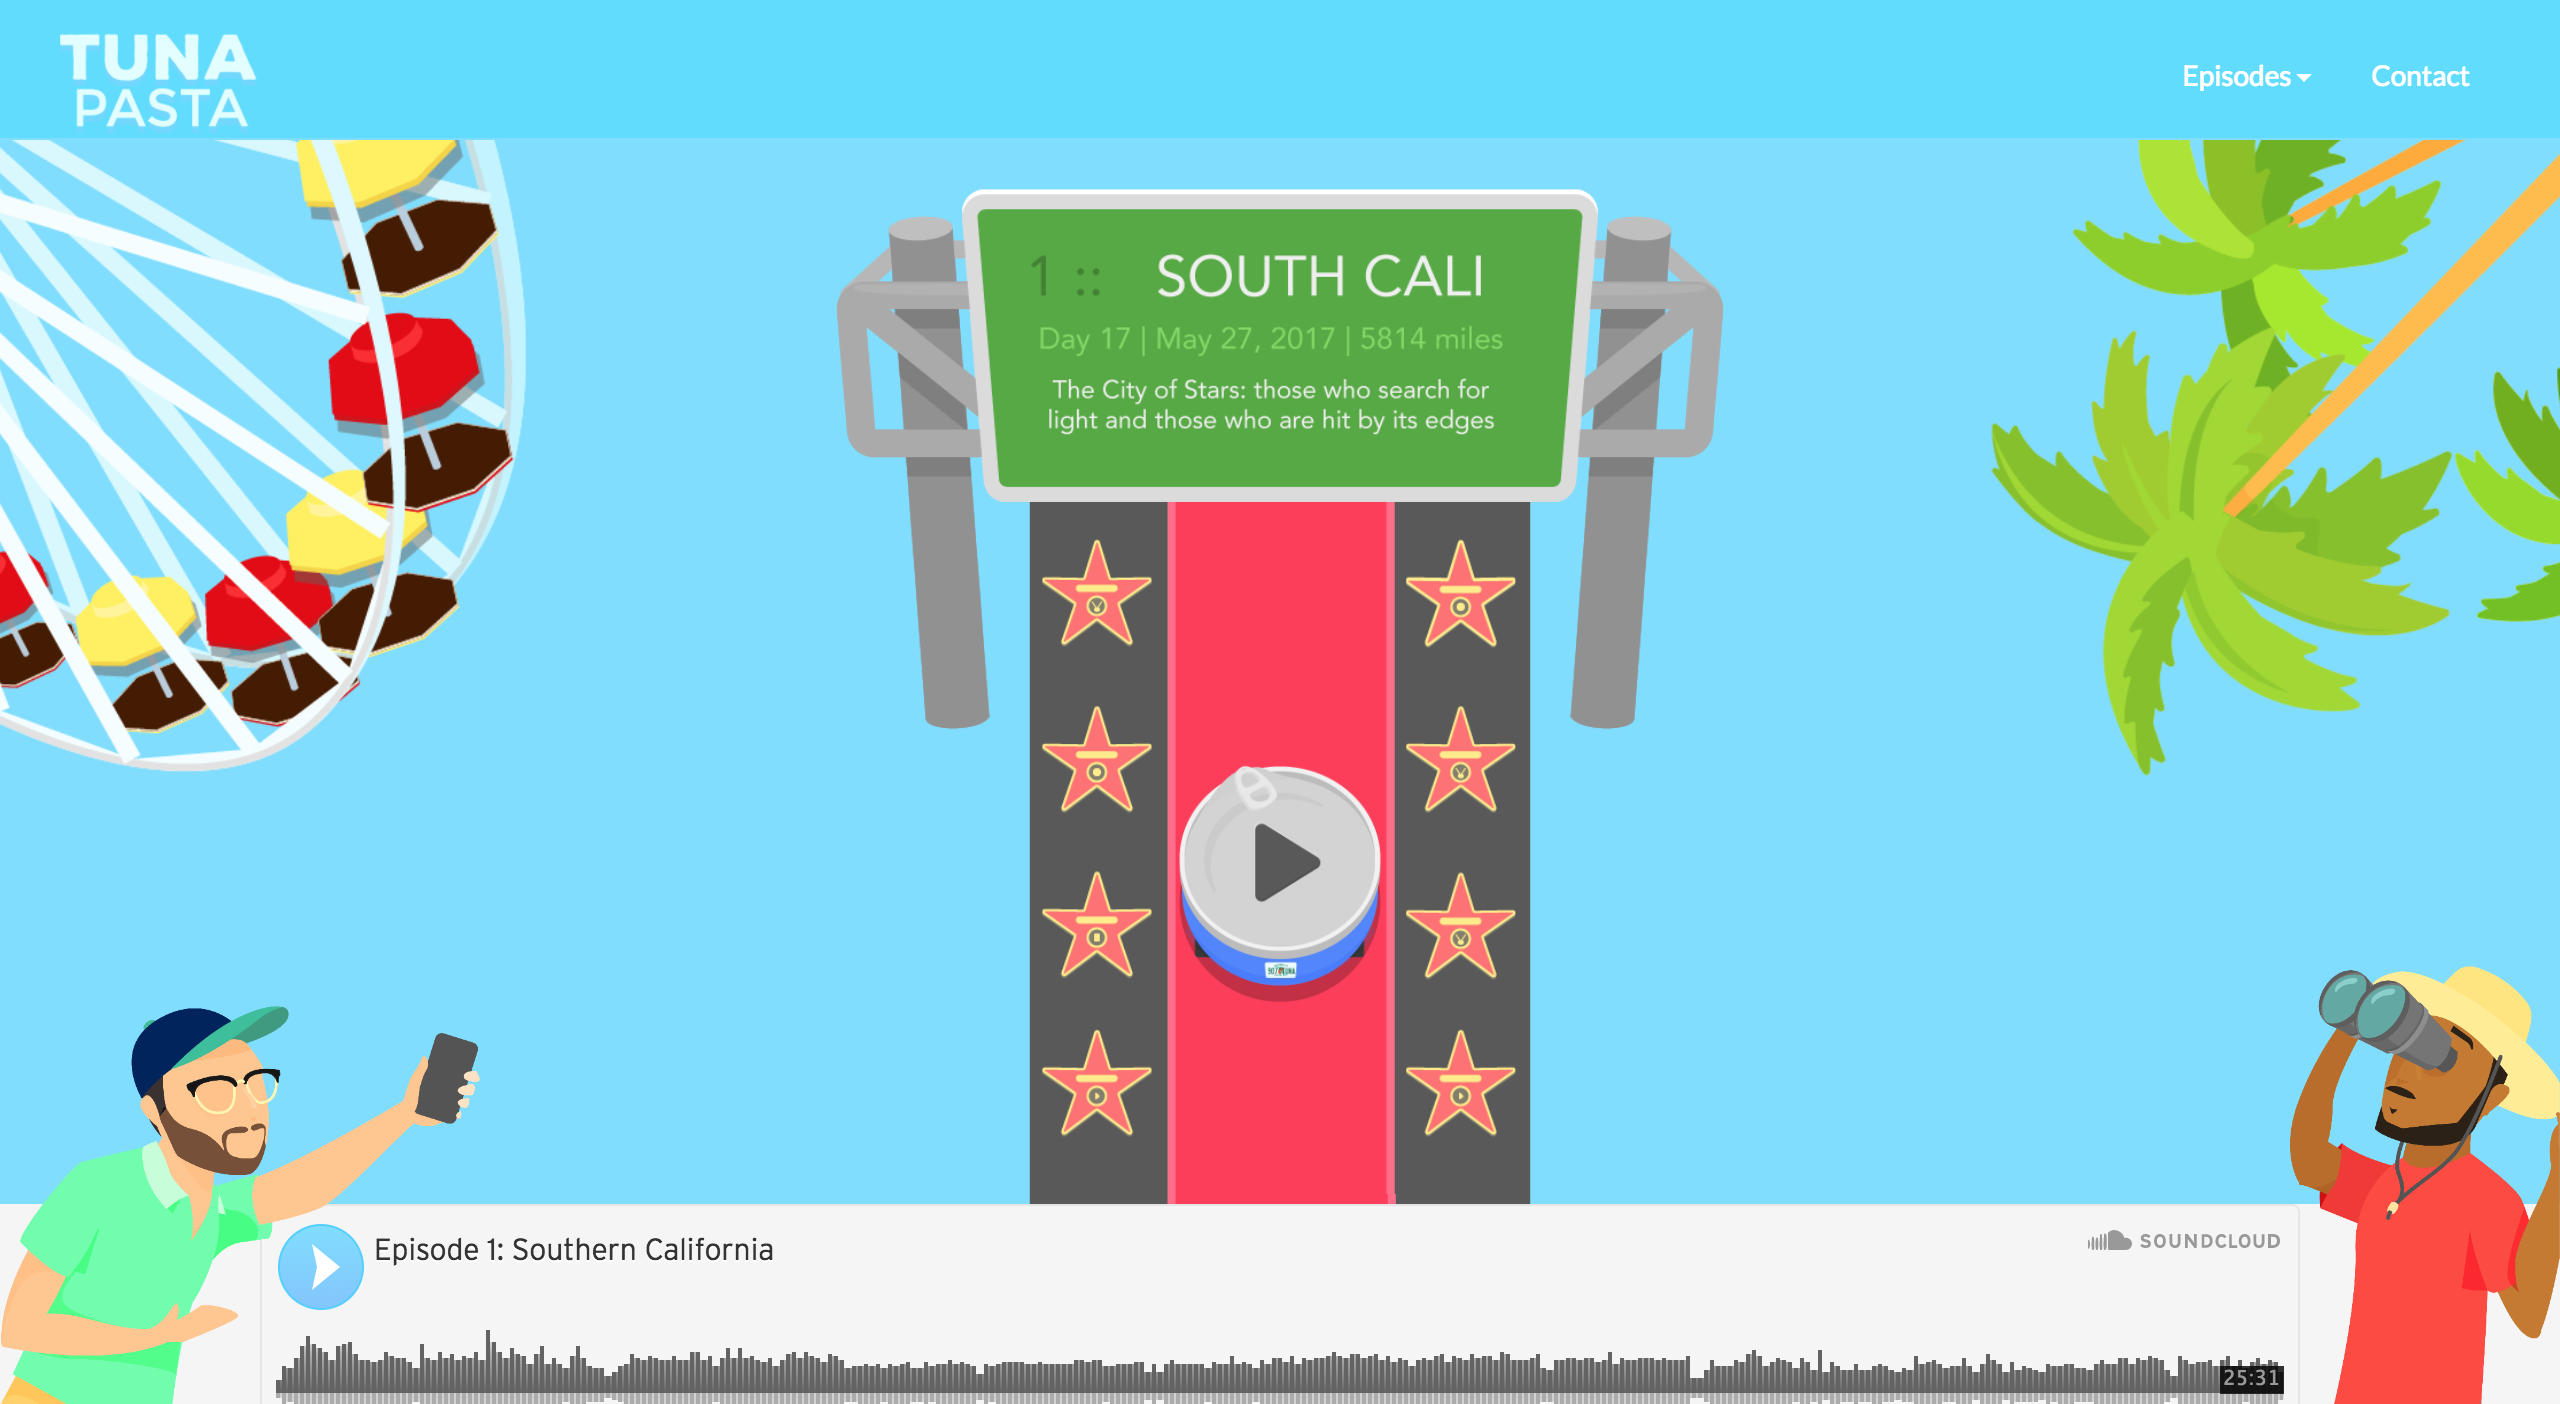 TUNA
PASTA
Episodes
Contact
1 :: SOUTH CALI
Day 17 | May 27, 2017 | 5814 miles
The City of Stars: those who search for
light and those who are hit by its edges
Episode 1: Southern California
SOUNDCLOUD
25:31